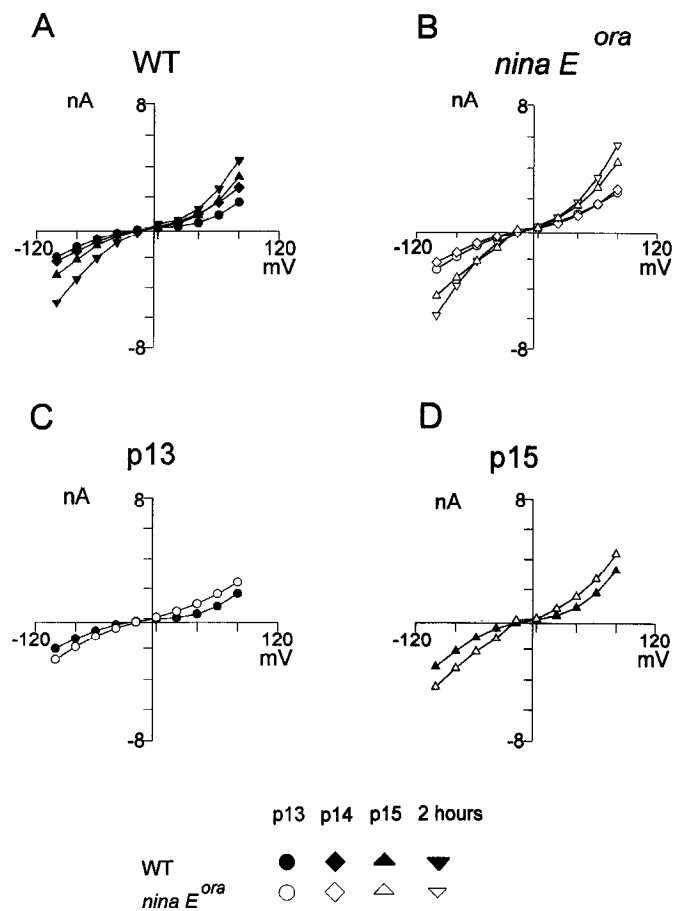 A
WT
nA
8
-120
120
mV
-8
B
nina E ora
nA
8
-120
120
mV
-8
C
p13
nA
8
-120
120
mV
-8
D
p15
nA
8
-120
120
mV
-8
p13 p14 p15 2 hours
WT
nina E ora